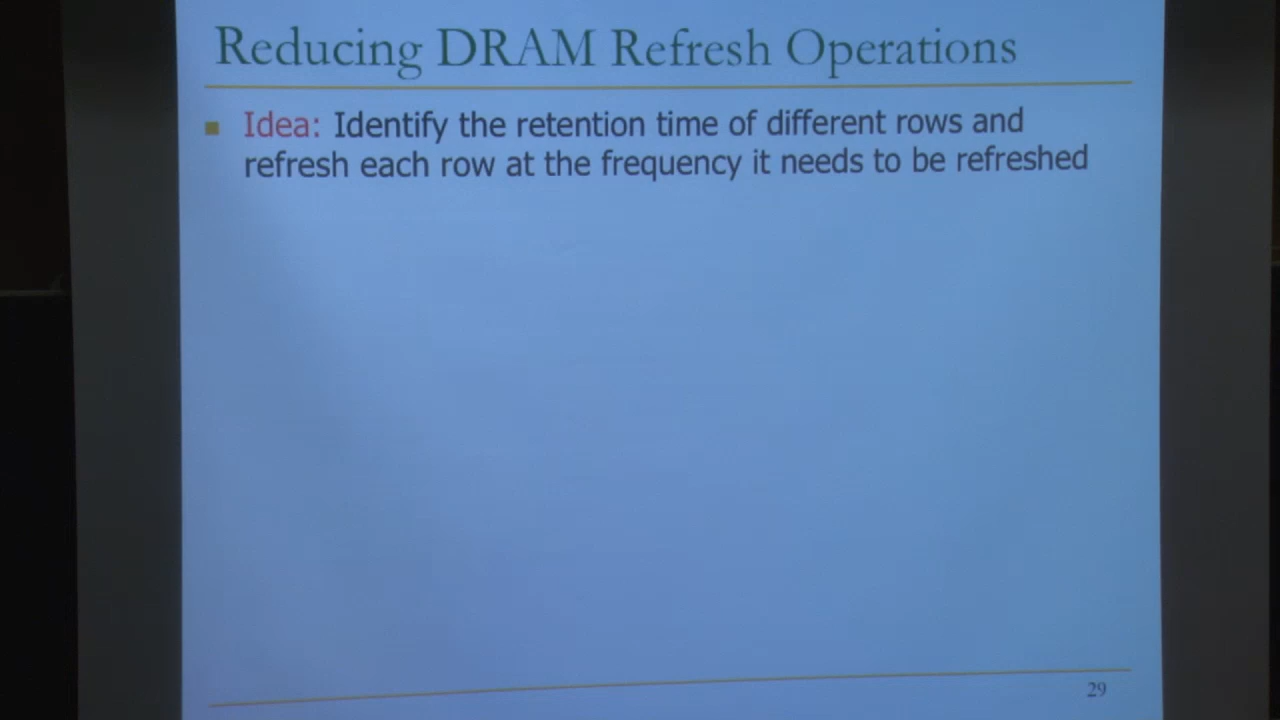 Reducing DRAM Refresh Operations
Idea: Identify the retention time of different rows and
refresh each row at the frequency it needs to be refreshed
29